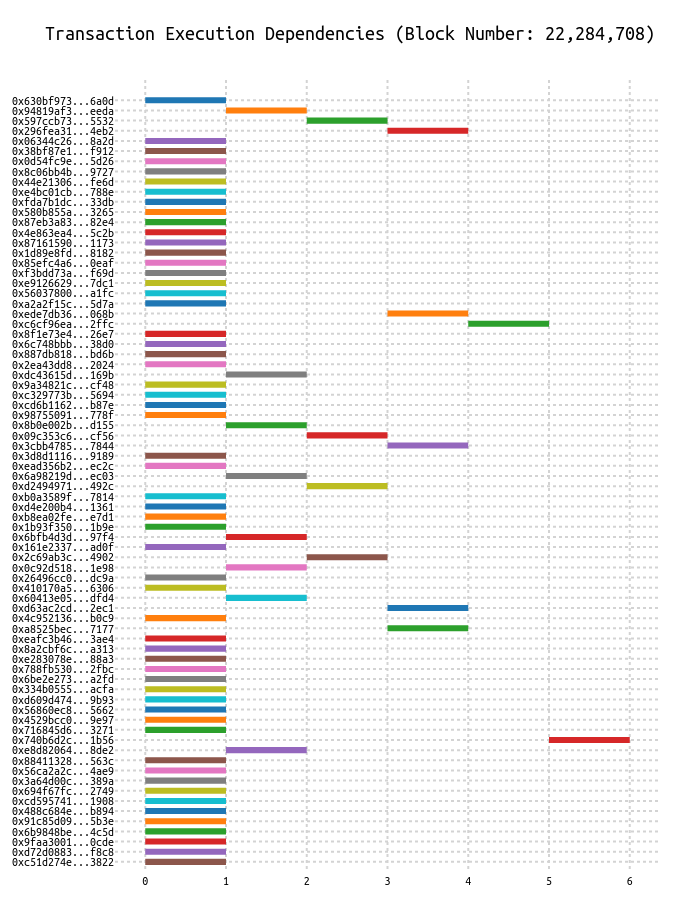 Transaction Execution Dependencies (Block Number: 22,284,708)
0x630bf973...6a0d
0x94819af3...eeda
0x597ccb73...5532
0x296fea31...4eb2
0x06344c26...8a2d
0x38bf87e1...f912
0x0d54fc9e...5d26
0x8c06bb4b...9727
0x44e21306...fe6d
0xe4bc01cb...788e
0xfda7b1dc...33db
0x580b855a...3265
0x87eb3a83...82e4
0x4e863ea4...5c2b
0x87161590...1173
0x1d89e8fd...8182
0x85efc4a6...0eaf
0xf3bdd73a...f69d
0xe9126629...7dc1
0x56037800...a1fc
0xa2a2f15c...5d7a
0xede7db36...068b
0xc6cf96ea...2ffc
0x8f1e73e4...26e7
0x6c748bbb...38d0
0x887db818...bd6b
0x2ea43dd8...2024
0xdc43615d...169b
0x9a34821c...cf48
0xc329773b...5694
0xcd6b1162...b87e
0x98755091...778f
0x8b0e002b...d155
0x09c353c6...cf56
0x3cbb4785...7844
0x3d8d1116...9189
0xead356b2...ec2c
0x6a98219d...ec03
0xd2494971...492c
0xb0a3589f...7814
0xd4e200b4...1361
0xb8ea02fe...e7d1
0x1b93f350...1b9e
0x6bfb4d3d...97f4
0x161e2337...ad0f
0x2c69ab3c...4902
0x0c92d518...1e98
0x26496cc0...dc9a
0x410170a5...6306
0x60413e05...dfd4
0xd63ac2cd...2ec1
0x4c952136...b0c9
0xa8525bec...7177
0xeafc3b46...3ae4
0x8a2cbf6c...a313
0xe283078e...88a3
0x788fb530...2fbc
0x6be2e273...a2fd
0x334b0555...acfa
0xd609d474...9b93
0x56860ec8...5662
0x4529bcc0...9e97
0x716845d6...3271
0x740b6d2c...1b56
0xe8d82064...8de2
0x88411328...563c
0x56ca2a2c...4ae9
0x3a64d00c...389a
0x694f67fc...2749
0xcd595741...1908
0x488c684e...b894
0x91c85d09...5b3e
0x6b9848be...4c5d
0x9faa3001...0cde
0xd72d0883...f8c8
0xc51d274e...3822
0 1 2 3 4 5 6